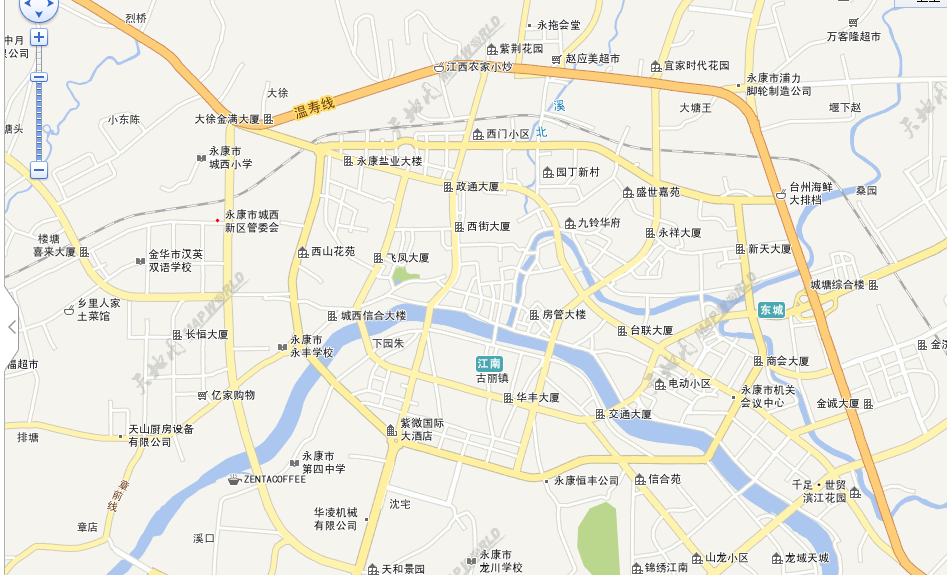 烈桥
永拖会堂
紫荆花园
赵应美超市
万客隆超市
中月
限公司
江西农家小炒
宜家时代花园
永康市浦力
脚轮制造公司
大徐
温寿线
溪
北
大塘王
堰下赵
小东陈
大徐金满大厦
塘头
西门小区
永康市
城西小学
永康盐业大楼
园丁新村
政通大厦
盛世嘉苑
台州海鲜
大排档
桑园
永康市城西
新区管委会
西街大厦
九铃华府
永祥大厦
楼塘
喜来大厦
金华市汉英
双语学校
西山花苑
飞凤大厦
新天大厦
城塘综合楼
乡里人家
土菜馆
城西信合大楼
房管大楼
东城
长恒大厦
永康市
永丰学校
下园朱
台联大厦
金温
福超市
江南
古丽镇
商会大厦
亿家购物
电动小区
永康市机关
会议中心
华丰大厦
金诚大厦
交通大厦
排塘
天山厨房设备
有限公司
紫微国际
大酒店
永康市
第四中学
ZENTACOFFEE
永康恒丰公司
信合苑
千足·世贸
滨江花园
章前线
沈宅
华凌机械
有限公司
章店
溪口
天和景园
永康市
龙川学校
锦绣江南
山龙小区
龙域天城
天地図
MAPWORLD